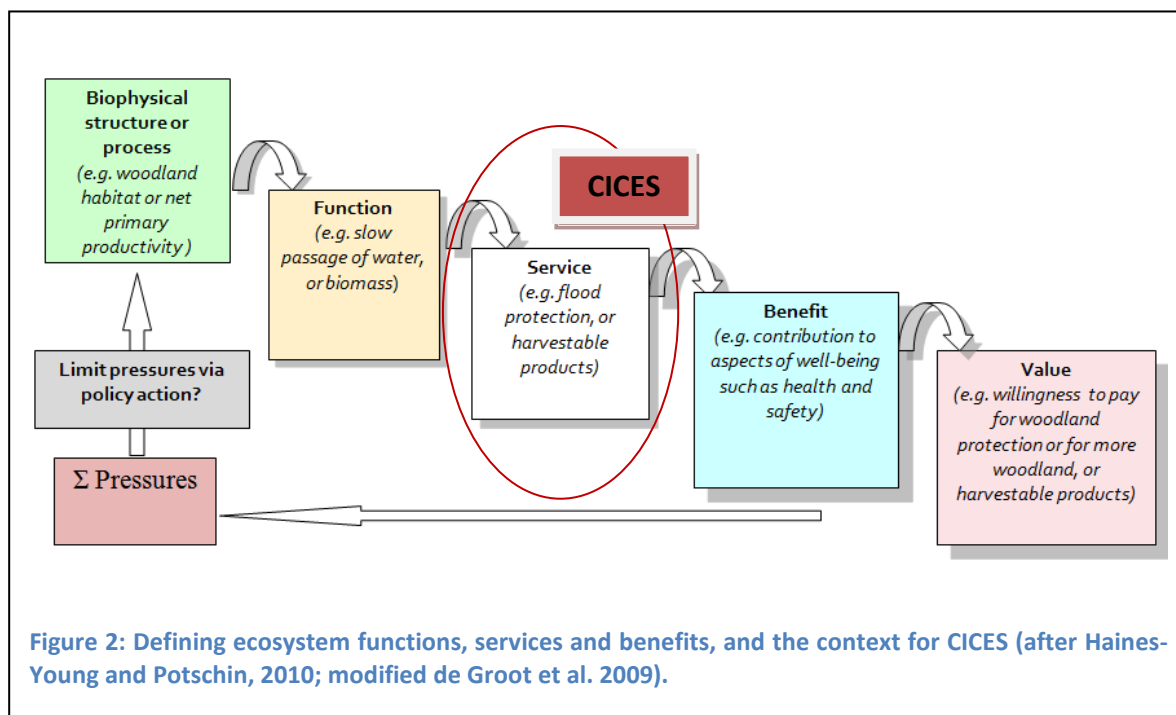 Biophysical
structure or
process
(e.g. woodland
habitat or net
primary
productivity )
Function
(e.g. slow
passage of water,
or biomass)
CICES
Service
(e.g. flood
protection, or
harvestable
products)
Benefit
(e.g. contribution to
aspects of well-being
such as health and
safety)
Value
(e.g. willingness to pay
for woodland
protection or for more
woodland, or
harvestable products)
Limit pressures via
policy action?
Σ Pressures
Figure 2: Defining ecosystem functions, services and benefits, and the context for CICES (after Haines-
Young and Potschin, 2010; modified de Groot et al. 2009).